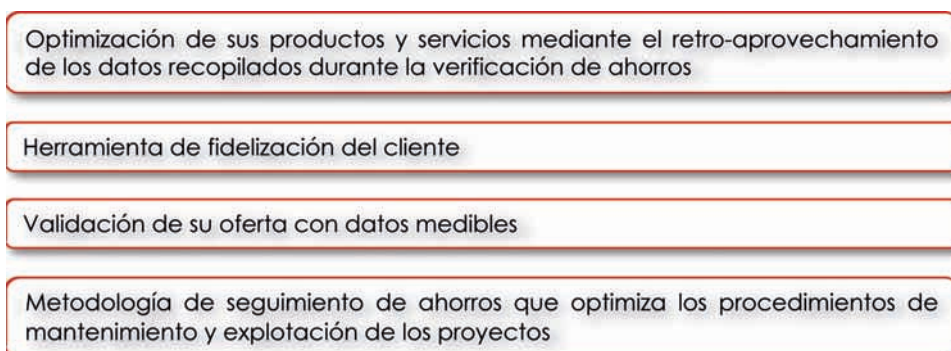 Optimización de sus productos y servicios mediante el retro-aprovechamiento
de los datos recopilados durante la verificación de ahorros
Herramienta de fidelización del cliente
Validación de su oferta con datos medibles
Metodología de seguimiento de ahorros que optimiza los procedimientos de
mantenimiento y explotación de los proyectos